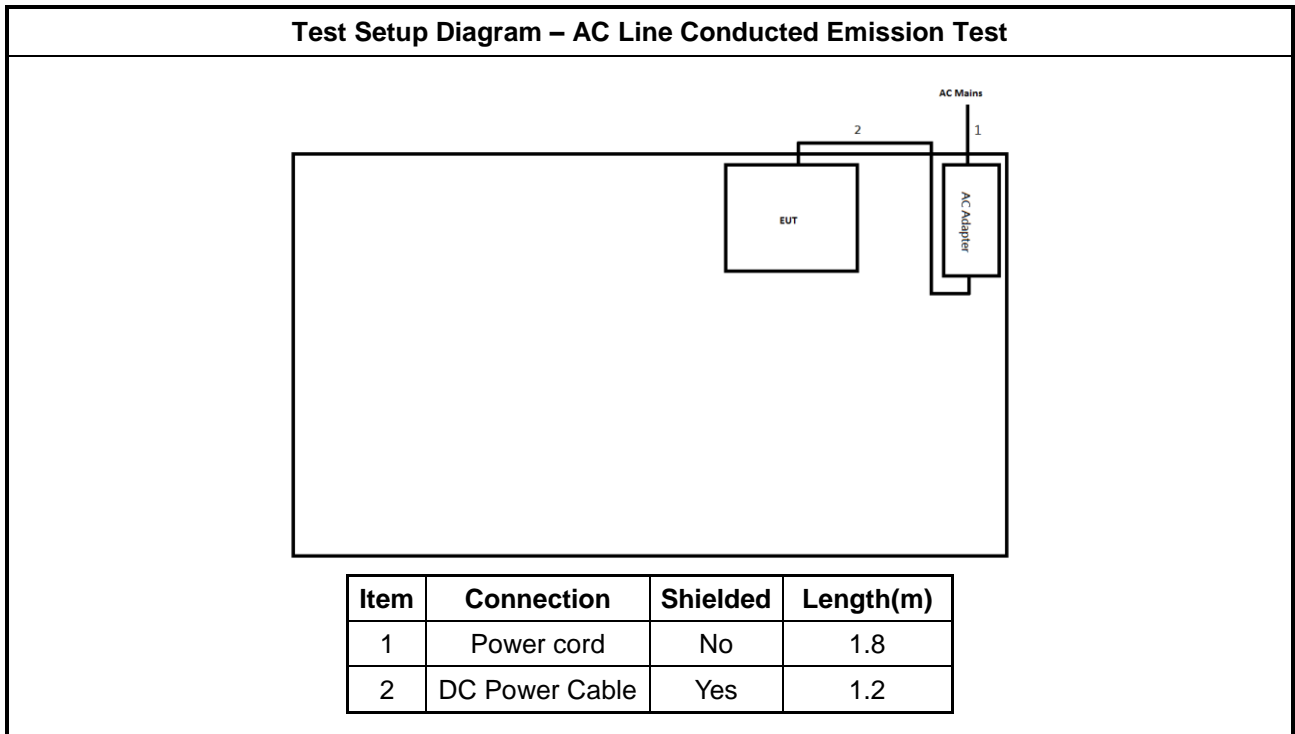 Test Setup Diagram – AC Line Conducted Emission Test
AC Mains
2
1
EUT
AC Adapter
Item Connection Shielded Length(m)
1 Power cord No 1.8
2 DC Power Cable Yes 1.2